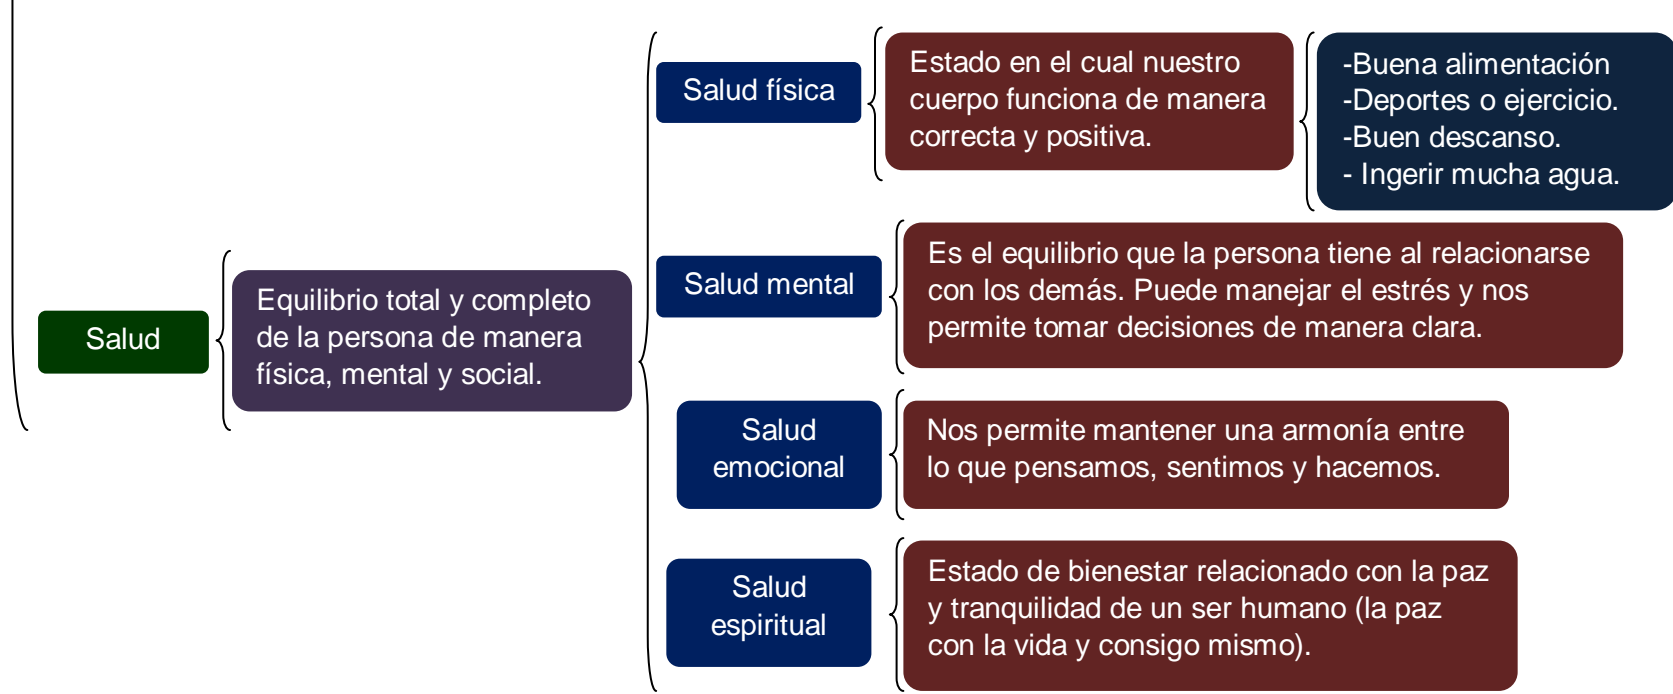 Salud
Equilibrio total y completo
de la persona de manera
física, mental y social.
Salud física
Estado en el cual nuestro
cuerpo funciona de manera
correcta y positiva.
-Buena alimentación
-Deportes o ejercicio.
-Buen descanso.
- Ingerir mucha agua.
Salud mental
Es el equilibrio que la persona tiene al relacionarse
con los demás. Puede manejar el estrés y nos
permite tomar decisiones de manera clara.
Salud
emocional
Nos permite mantener una armonía entre
lo que pensamos, sentimos y hacemos.
Salud
espiritual
Estado de bienestar relacionado con la paz
y tranquilidad de un ser humano (la paz
con la vida y consigo mismo).